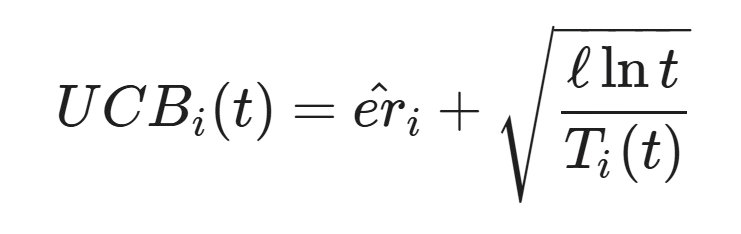 UCB_i(t) = \hat{er}_i + \sqrt{\frac{\ell \ln t}{T_i(t)}}